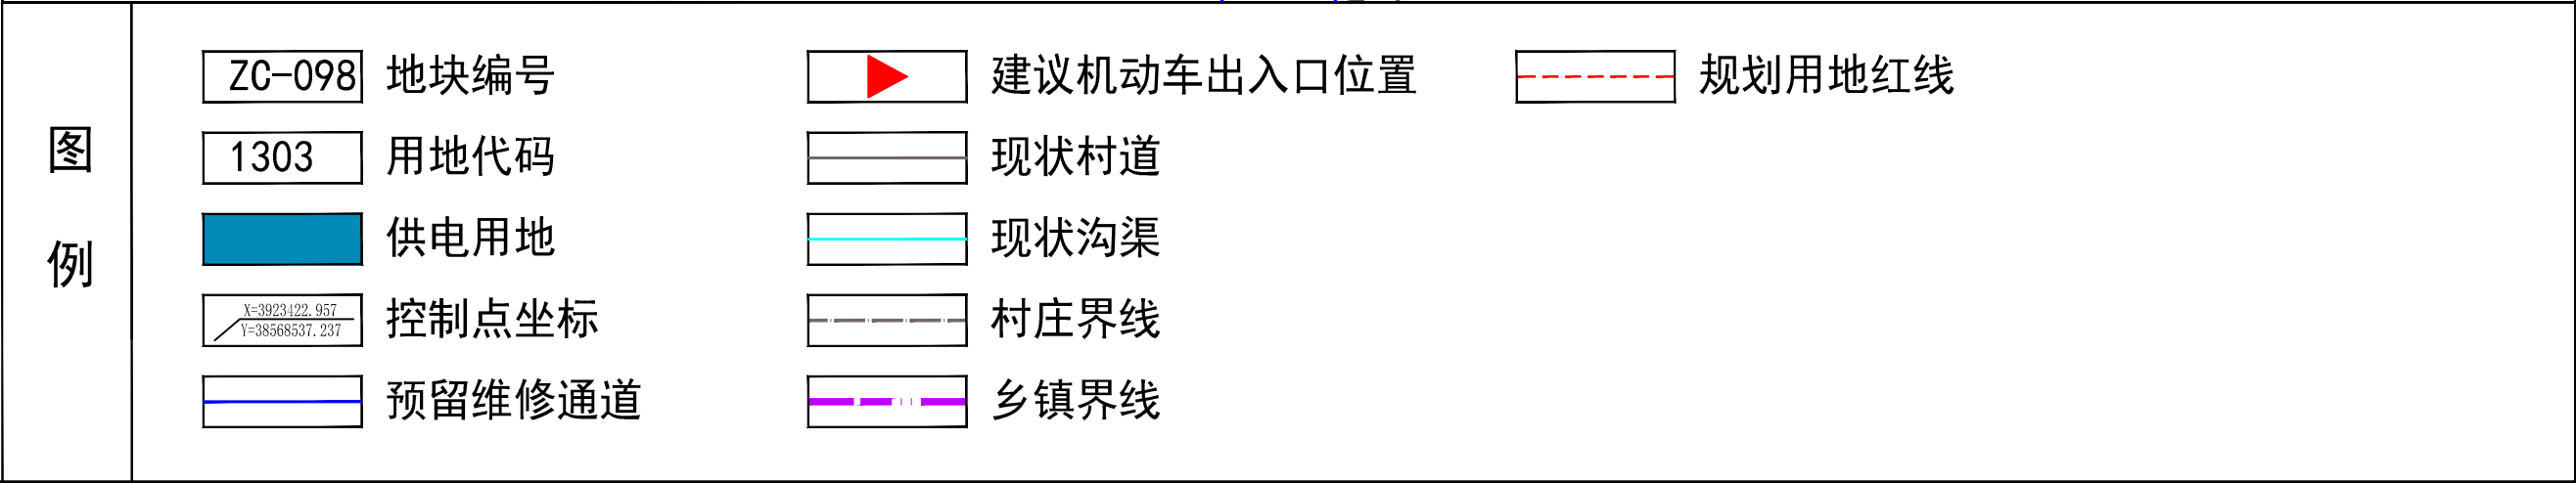 图例
ZC-098 地块编号
1303 用地代码
供电用地
X=3923422.957
Y=38568537.237
控制点坐标
预留维修通道
建议机动车出入口位置
现状村道
现状沟渠
村庄界线
乡镇界线
规划用地红线